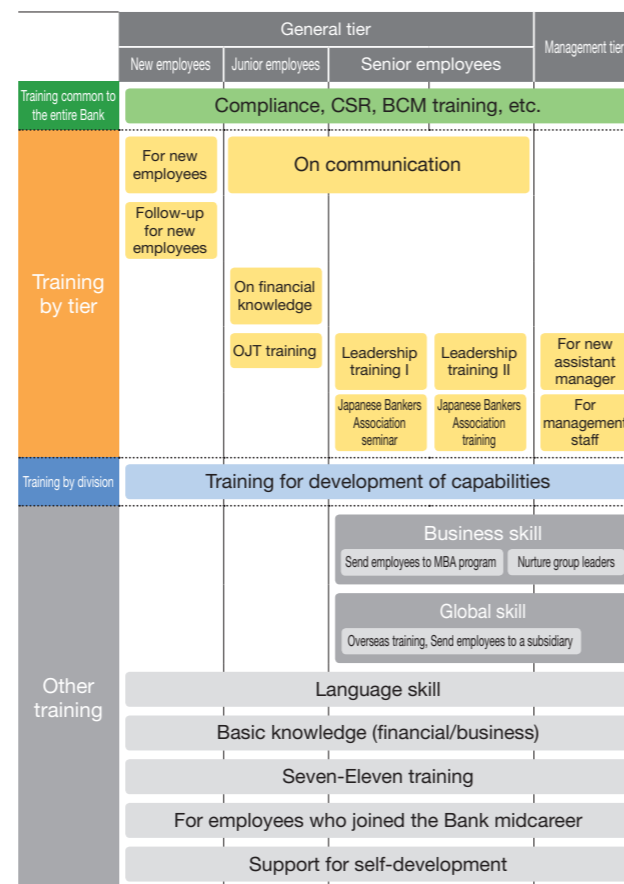 General tier
Management tier
New employees
Junior employees
Senior employees
Training common to
the entire Bank
Compliance, CSR, BCM training, etc.
Training
by tier
For new
employees
On communication
Follow-up
for new
employees
On financial
knowledge
OJT training
Leadership
training I
Leadership
training II
For new
assistant
manager
Japanese Bankers
Association
seminar
Japanese Bankers
Association
training
For
management
staff
Training by division
Training for development of capabilities
Other
training
Business skill
Send employees to MBA program
Nurture group leaders
Global skill
Overseas training, Send employees to a subsidiary
Language skill
Basic knowledge (financial/business)
Seven-Eleven training
For employees who joined the Bank midcareer
Support for self-development